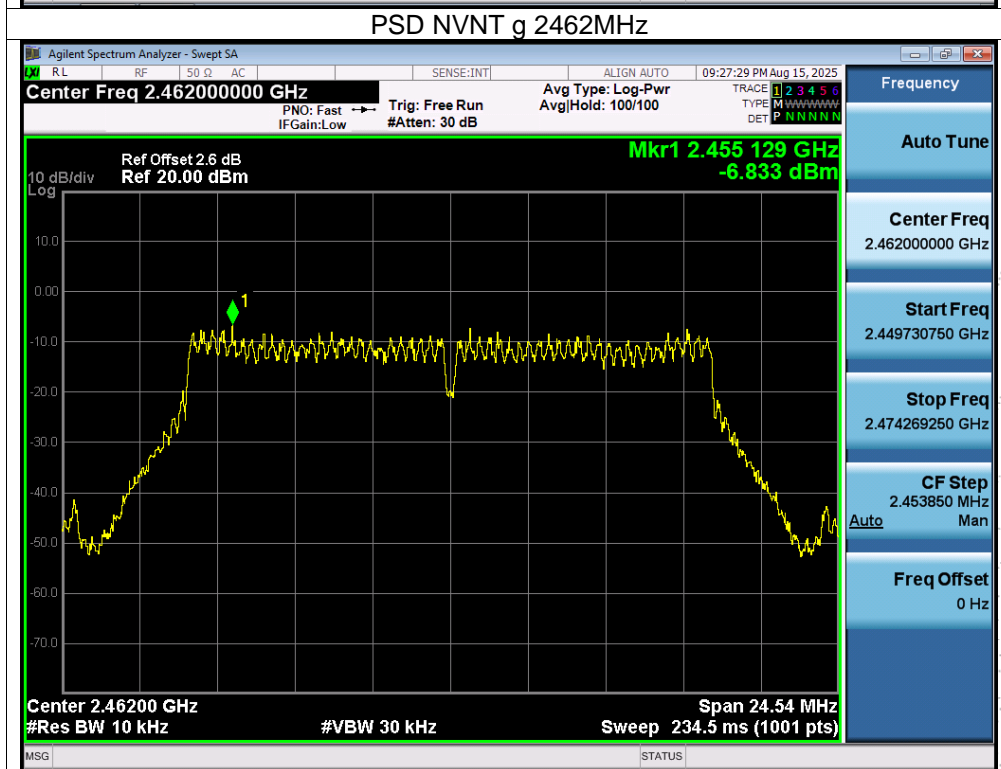 PSD NVNT g 2462MHz
Agilent Spectrum Analyzer - Swept SA
LXI RL RF 50 Ω AC SENSE:INT ALIGN AUTO 09:27:29 PM Aug 15, 2025
Center Freq 2.462000000 GHz
PNO: Fast
IFGain:Low
Trig: Free Run
#Atten: 30 dB
Avg Type: Log-Pwr
Avg|Hold: 100/100
TRACE 1 2 3 4 5 6
TYPE M WWWWW
DET P N N N N N
Mkr1 2.455 129 GHz
-6.833 dBm
Ref Offset 2.6 dB
10 dB/div Ref 20.00 dBm
Log
10.0
0.00
-10.0
-20.0
-30.0
-40.0
-50.0
-60.0
-70.0
1
Center 2.46200 GHz Span 24.54 MHz
#Res BW 10 kHz #VBW 30 kHz Sweep 234.5 ms (1001 pts)
MSG STATUS
Frequency
Auto Tune
Center Freq
2.462000000 GHz
Start Freq
2.449730750 GHz
Stop Freq
2.474269250 GHz
CF Step
2.453850 MHz
Auto Man
Freq Offset
0 Hz